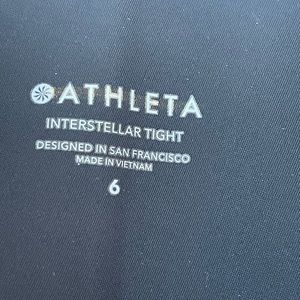 ATHLETA
INTERSTELLAR TIGHT
DESIGNED IN SAN FRANCISCO
MADE IN VIETNAM
6